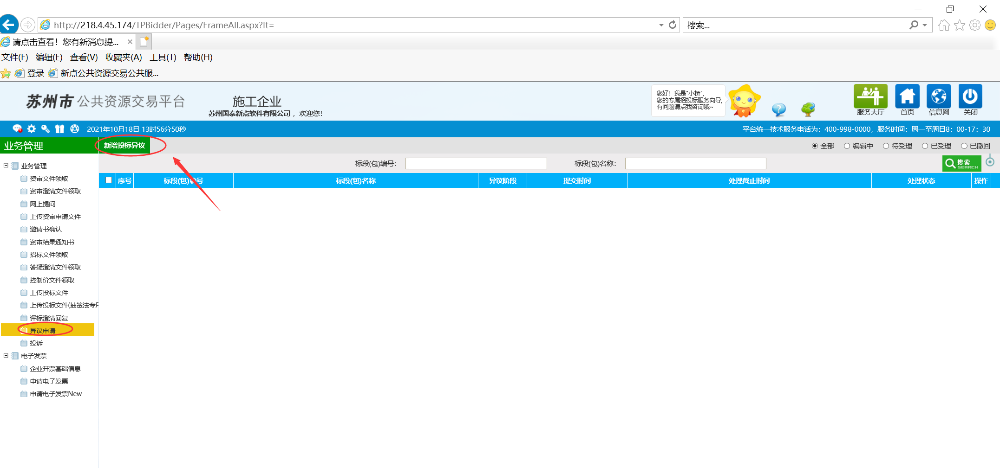 http://218.4.45.174/TPBidder/Pages/FrameAll.aspx?lt=
搜索...
请点击查看！您有新消息提...
文件(F) 编辑(E) 查看(V) 收藏夹(A) 工具(T) 帮助(H)
登录 新点公共资源交易公共服...
苏州市 公共资源交易平台
施工企业
苏州国泰新点软件有限公司 ，欢迎您！
您好！我是"小桥",
您的专属招投标服务向导,
有问题请点我咨询哦~
服务大厅 首页 信息网 关闭
2021年10月18日 13时56分50秒
平台统一技术服务电话为：400-998-0000，服务时间：周一至周日8：00-17：30
业务管理
新增投标异议
全部 编辑中 待受理 已受理 已撤回
标段(包)编号：
标段(包)名称：
搜索
SEARCH
序号 标段(包)编号 标段(包)名称 异议阶段 提交时间 处理截止时间 处理状态 操作
业务管理
资审文件领取
资审澄清文件领取
网上提问
上传资审申请文件
邀请书确认
资审结果通知书
招标文件领取
答疑澄清文件领取
控制价文件领取
上传投标文件
上传投标文件(抽签法专
评标澄清回复
异议申请
投诉
电子发票
企业开票基础信息
申请电子发票
申请电子发票New